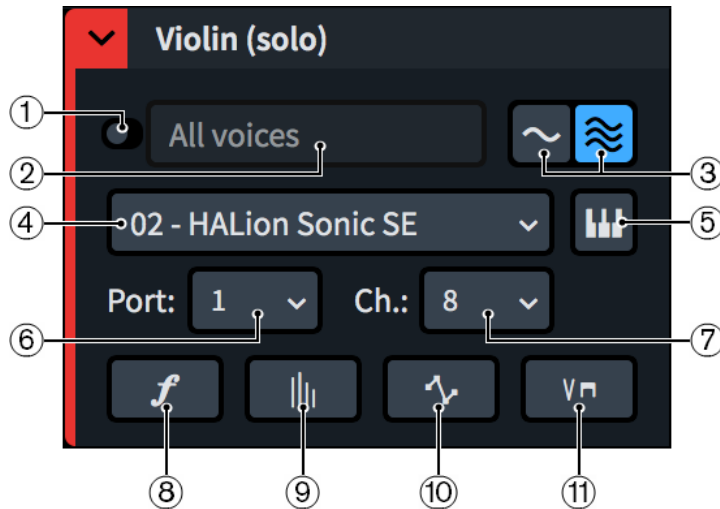 Violin (solo)
①
All voices
②
③
④
02 - HALion Sonic SE
⑤
Port: 1 Ch.: 8
⑥
⑦
f
V
⑧
⑨
⑩
⑪